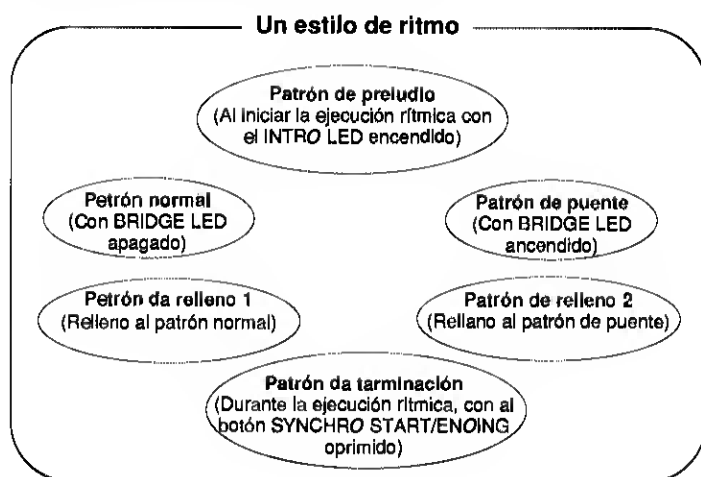 Un estilo de ritmo
Patrón de preludio
(Al iniciar la ejecución rítmica con
el INTRO LED encendido)
Petrón normal
(Con BRIDGE LED
apagado)
Patrón de puente
(Con BRIDGE LED
ancendido)
Petrón da relleno 1
(Relleno al patrón normal)
Patrón de relleno 2
(Rellano al patrón de puente)
Patrón da tarminación
(Durante la ejecución rítmica, con al
botón SYNCHRO START/ENOING
oprimido)